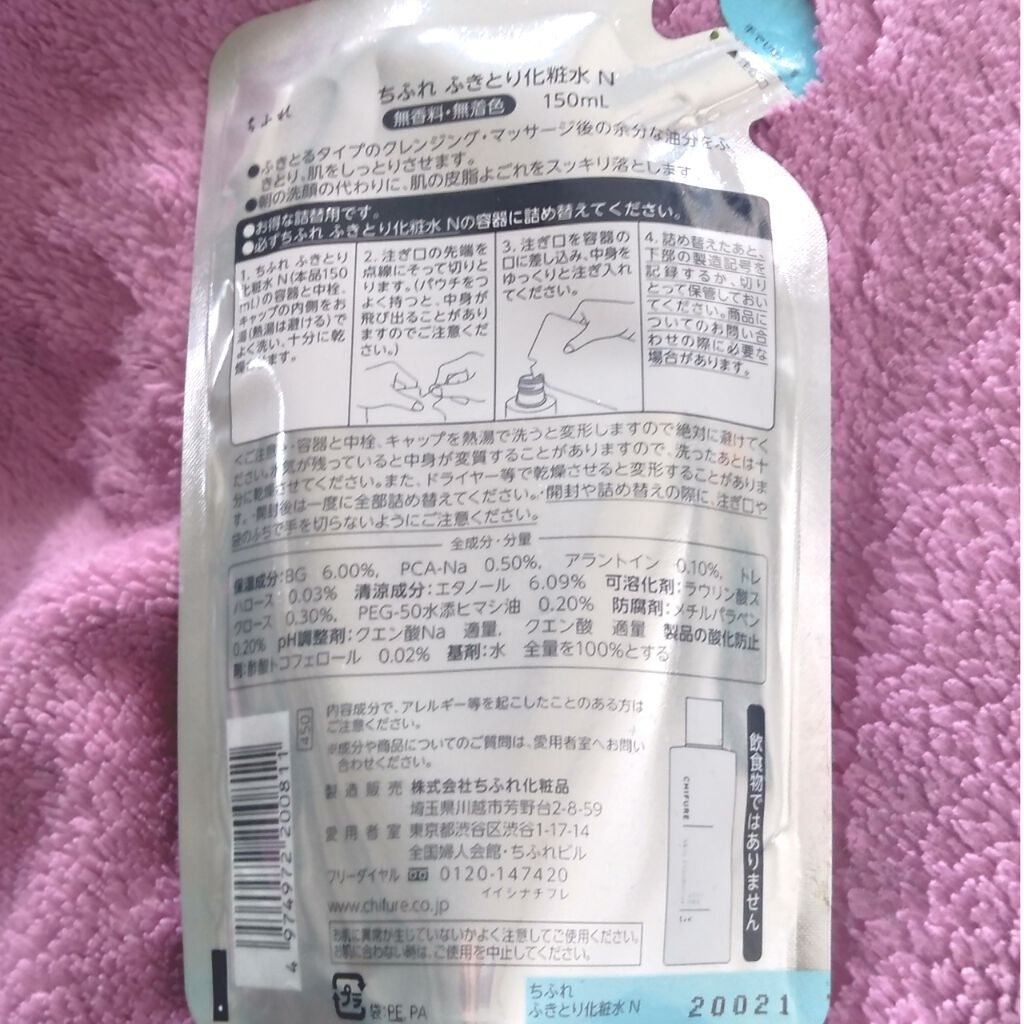 ちふれ
ちふれ ふきとり化粧水 N
無香料・無着色 150mL
●ふきとるタイプのクレンジング・マッサージ後の余分な油分をふ
きとり、肌をしっとりさせます。
●朝の洗顔の代わりに、肌の皮脂よごれをスッキリ落とします
●お得な詰替用です。
●必ずちふれ ふきとり化粧水 Nの容器に詰め替えてください。
1. ちふれ ふきとり
化粧水 N(本品150
mL)の容器と中栓、
キャップの内側をお
湯(熱湯は避ける)で
よく洗い、十分に乾
燥
ます。
2. 注ぎ口の先端を
点線にそって切りと
ります。(パウチをつ
よく持つと、中身が
飛び出ることがあり
ますのでご注意くだ
さい。)
3. 注ぎ口を容器の
口に差し込み、中身を
ゆっくりと注ぎ入れ
てください。
4. 詰め替えたあと、
下部の製造記号を
記録するか、切り
とって保管しておい
てください。商品に
ついてのお問い合
わせの際に必要な
場合があります。
<ご注意>・容器と中栓、キャップを熱湯で洗うと変形しますので絶対に避けてく
ださい。水気が残っていると中身が変質することがありますので、洗ったあとは十
分に乾燥させてください。また、ドライヤー等で乾燥させると変形することがありま
す。・開封後は一度に全部詰め替えてください。・開封や詰め替えの際に、注ぎ口や
袋のふちで手を切らないようにご注意ください。
全成分・分量
保湿成分:BG 6.00%, PCA-Na 0.50%, アラントイン 0.10%, トレ
ハロース 0.03% 清涼成分:エタノール 6.09% 可溶化剤:ラウリン酸ス
クロース 0.30%, PEG-50水添ヒマシ油 0.20% 防腐剤:メチルパラベン
0.20% pH調整剤:クエン酸Na 適量, クエン酸 適量 製品の酸化防止
剤:酢酸トコフェロール 0.02% 基剤:水 全量を100%とする
450
内容成分で、アレルギー等を起こしたことのある方は
ご注意ください。
※成分や商品についてのご質問は、愛用者室へお問い
合わせください。
製造販売 株式会社ちふれ化粧品
埼玉県川越市芳野台2-8-59
愛用者室 東京都渋谷区渋谷1-17-14
全国婦人会館・ちふれビル
フリーダイヤル 0120-147420
イイシナチフレ
www.chifure.co.jp
お肌に異常が生じていないかよく注意してご使用ください。
お肌に合わない時は、ご使用を中止してください。
4 974972 200811
CHIFURE
飲食物ではありません
プラ
袋:PE, PA
ちふれ
ふきとり化粧水 N
20021